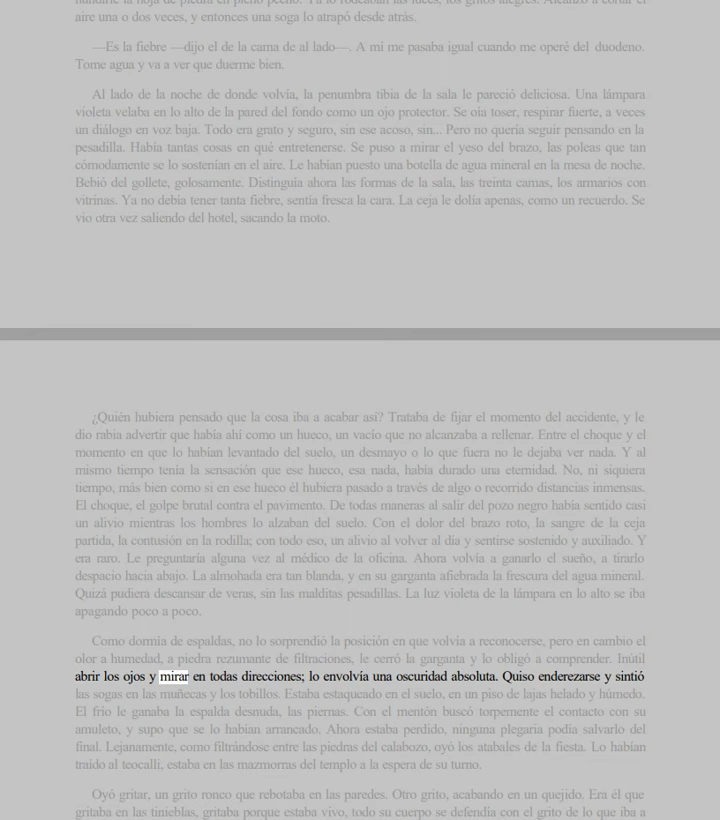 hundirle la hoja de piedra en pleno pecho. Ya lo rodeaban las luces, los gritos alegres. Alcanzó a cortar el
aire una o dos veces, y entonces una soga lo atrapó desde atrás.
—Es la fiebre —dijo el de la cama de al lado—. A mí me pasaba igual cuando me operé del duodeno.
Tome agua y va a ver que duerme bien.
Al lado de la noche de donde volvía, la penumbra tibia de la sala le pareció deliciosa. Una lámpara
violeta velaba en lo alto de la pared del fondo como un ojo protector. Se oía toser, respirar fuerte, a veces
un diálogo en voz baja. Todo era grato y seguro, sin ese acoso, sin... Pero no quería seguir pensando en la
pesadilla. Había tantas cosas en qué entretenerse. Se puso a mirar el yeso del brazo, las poleas que tan
cómodamente se lo sostenían en el aire. Le habían puesto una botella de agua mineral en la mesa de noche.
Bebió del gollete, golosamente. Distinguía ahora las formas de la sala, las treinta camas, los armarios con
vitrinas. Ya no debía tener tanta fiebre, sentía fresca la cara. La ceja le dolía apenas, como un recuerdo. Se
vio otra vez saliendo del hotel, sacando la moto.
¿Quién hubiera pensado que la cosa iba a acabar así? Trataba de fijar el momento del accidente, y le
dio rabia advertir que había ahí como un hueco, un vacío que no alcanzaba a rellenar. Entre el choque y el
momento en que lo habían levantado del suelo, un desmayo o lo que fuera no le dejaba ver nada. Y al
mismo tiempo tenía la sensación que ese hueco, esa nada, había durado una eternidad. No, ni siquiera
tiempo, más bien como si en ese hueco él hubiera pasado a través de algo o recorrido distancias inmensas.
El choque, el golpe brutal contra el pavimento. De todas maneras al salir del pozo negro había sentido casi
un alivio mientras los hombres lo alzaban del suelo. Con el dolor del brazo roto, la sangre de la ceja
partida, la contusión en la rodilla; con todo eso, un alivio al volver al día y sentirse sostenido y auxiliado. Y
era raro. Le preguntaría alguna vez al médico de la oficina. Ahora volvía a ganarlo el sueño, a tirarlo
despacio hacia abajo. La almohada era tan blanda, y en su garganta afiebrada la frescura del agua mineral.
Quizá pudiera descansar de veras, sin las malditas pesadillas. La luz violeta de la lámpara en lo alto se iba
apagando poco a poco.
Como dormía de espaldas, no lo sorprendió la posición en que volvía a reconocerse, pero en cambio el
olor a humedad, a piedra rezumante de filtraciones, le cerró la garganta y lo obligó a comprender. Inútil
abrir los ojos y mirar en todas direcciones; lo envolvía una oscuridad absoluta. Quiso enderezarse y sintió
las sogas en las muñecas y los tobillos. Estaba estaqueado en el suelo, en un piso de lajas helado y húmedo.
El frío le ganaba la espalda desnuda, las piernas. Con el mentón buscó torpemente el contacto con su
amuleto, y supo que se lo habían arrancado. Ahora estaba perdido, ninguna plegaria podía salvarlo del
final. Lejanamente, como filtrándose entre las piedras del calabozo, oyó los atabales de la fiesta. Lo habían
traído al teocalli, estaba en las mazmorras del templo a la espera de su turno.
Oyó gritar, un grito ronco que rebotaba en las paredes. Otro grito, acabando en un quejido. Era él que
gritaba en las tinieblas, gritaba porque estaba vivo, todo su cuerpo se defendía con el grito de lo que iba a